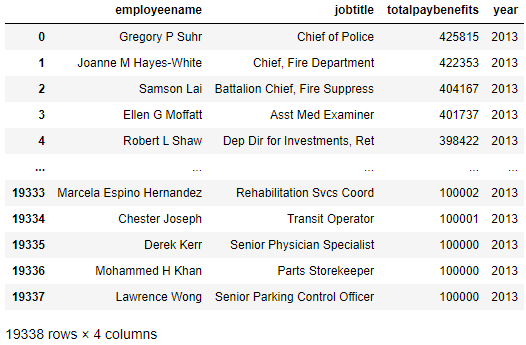 employeename jobtitle totalpaybenefits year
0 Gregory P Suhr Chief of Police 425815 2013
1 Joanne M Hayes-White Chief, Fire Department 422353 2013
2 Samson Lai Battalion Chief, Fire Suppress 404167 2013
3 Ellen G Moffatt Asst Med Examiner 401737 2013
4 Robert L Shaw Dep Dir for Investments, Ret 398422 2013
... ... ... ... ...
19333 Marcela Espino Hernandez Rehabilitation Svcs Coord 100002 2013
19334 Chester Joseph Transit Operator 100001 2013
19335 Derek Kerr Senior Physician Specialist 100000 2013
19336 Mohammed H Khan Parts Storekeeper 100000 2013
19337 Lawrence Wong Senior Parking Control Officer 100000 2013
19338 rows × 4 columns